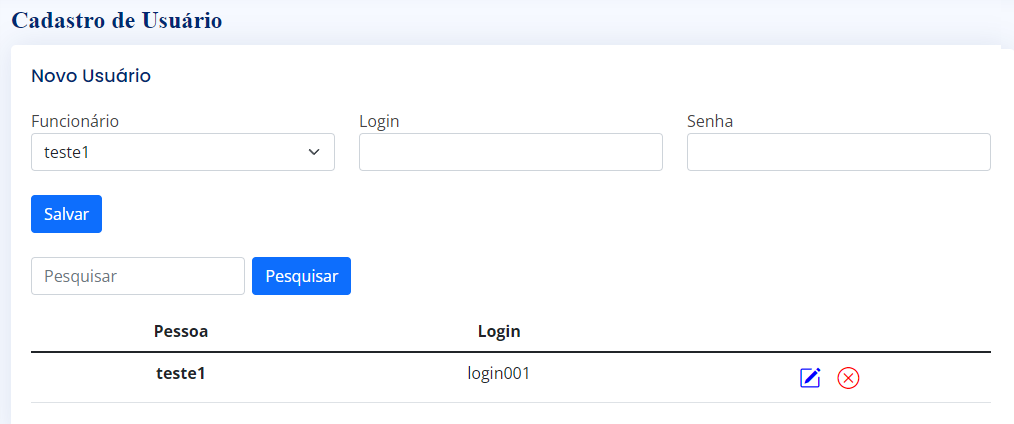 Cadastro de Usuário
Novo Usuário
Funcionário Login Senha
teste1
Salvar
Pesquisar Pesquisar
Pessoa Login
teste1 login001